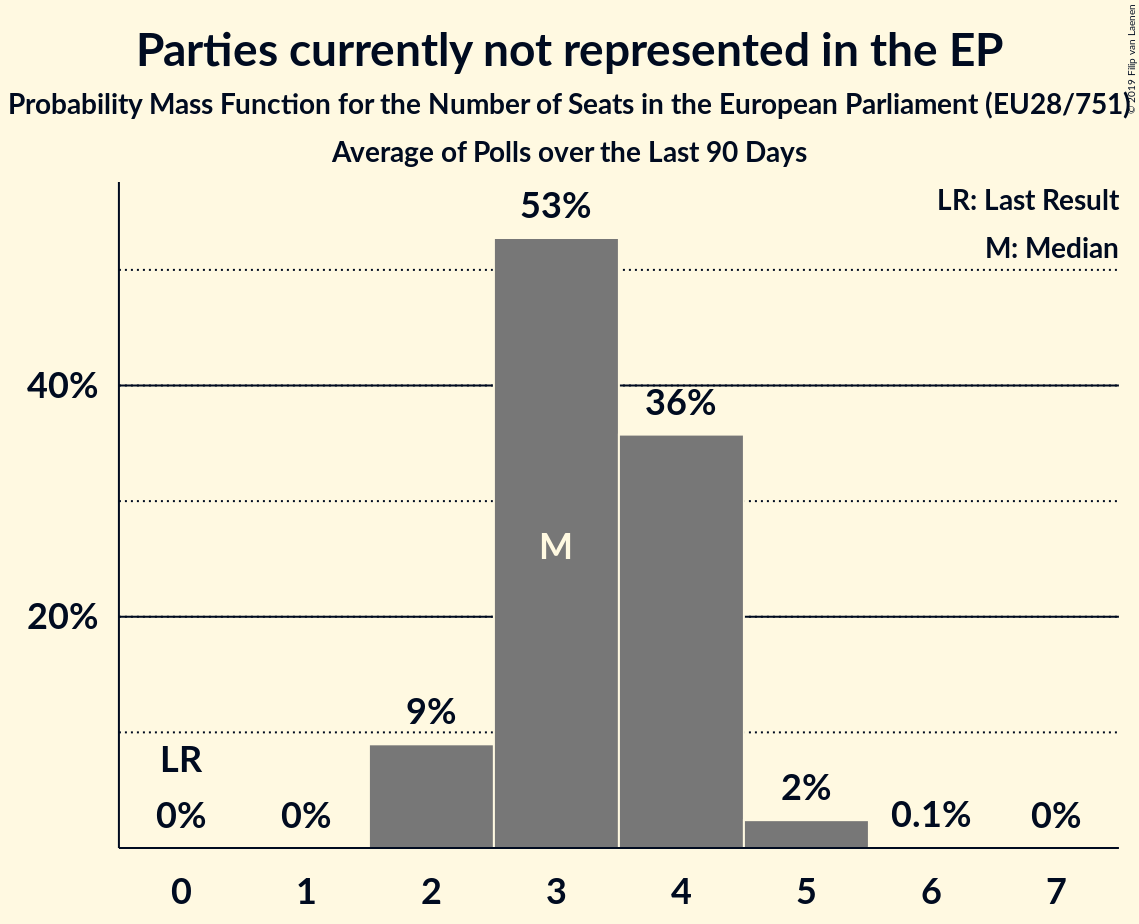 Parties currently not represented in the EP
Probability Mass Function for the Number of Seats in the European Parliament (EU28/751)
Average of Polls over the Last 90 Days
© 2019 Filip van Laenen
LR: Last Result
M: Median
53%
40%
36%
M
20%
9%
LR
0%
0%
2%
0.1%
0%
0 1 2 3 4 5 6 7